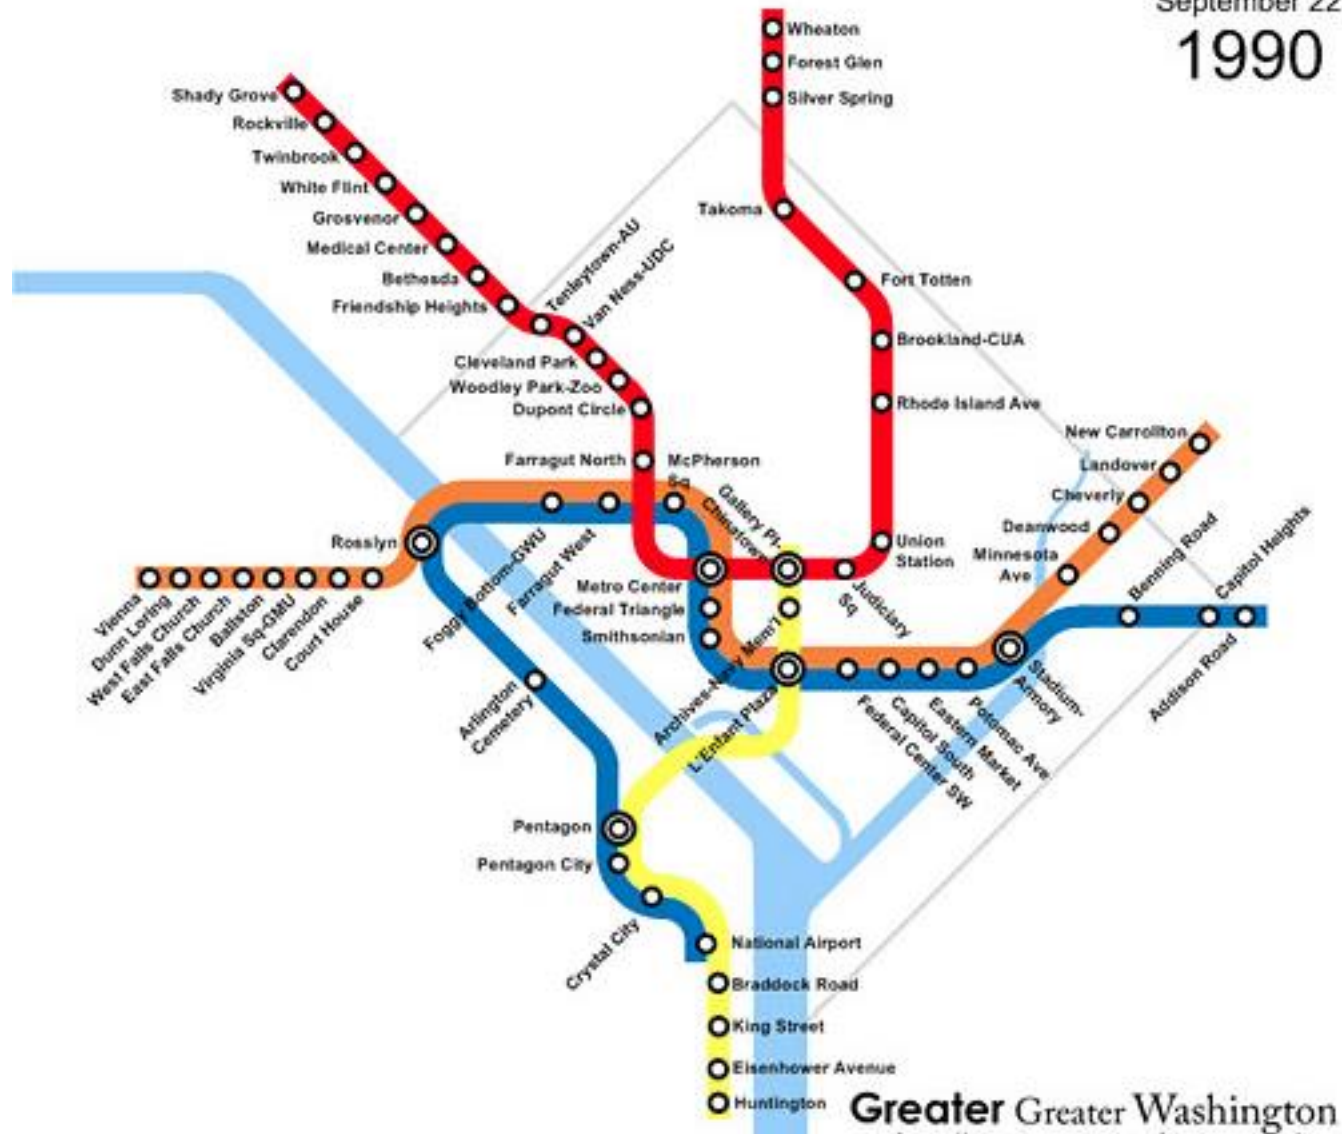 September 22
1990
Wheaton
Forest Glen
Silver Spring
Shady Grove
Rockville
Twinbrook
White Flint
Grosvenor
Medical Center
Bethesda
Friendship Heights
Tenleytown-AU
Van Ness-UDC
Cleveland Park
Woodley Park-Zoo
Dupont Circle
Farragut North
McPherson
Sq
Gallery Pl-
Chinatown
Takoma
Fort Totten
Brookland-CUA
Rhode Island Ave
Union
Station
Judiciary
Sq
New Carrollton
Landover
Cheverly
Deanwood
Minnesota
Ave
Benning Road
Capitol Heights
Addison Road
Rosslyn
Vienna
Dunn Loring
West Falls Church
East Falls Church
Ballston
Virginia Sq-GMU
Clarendon
Court House
Foggy Bottom-GWU
Farragut West
Metro Center
Federal Triangle
Smithsonian
Archives-Navy Mem'l
L'Enfant Plaza
Federal Center SW
Capitol South
Eastern Market
Potomac Ave
Stadium-
Armory
Arlington
Cemetery
Pentagon
Pentagon City
Crystal City
National Airport
Braddock Road
King Street
Eisenhower Avenue
Huntington
Greater Greater Washington